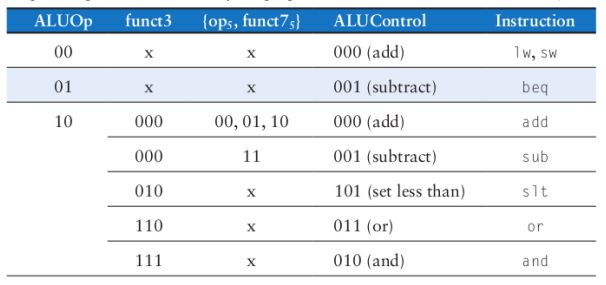 ALUOp funct3 {op5, funct75} ALUControl Instruction
00 x x 000 (add) lw, sw
01 x x 001 (subtract) beq
10 000 00, 01, 10 000 (add) add
000 11 001 (subtract) sub
010 x 101 (set less than) slt
110 x 011 (or) or
111 x 010 (and) and